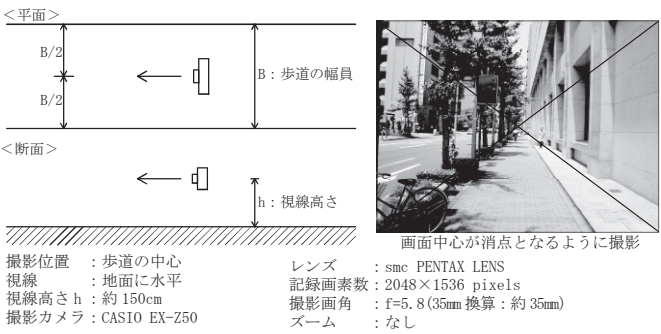 ＜平面＞
B/2
B/2
B：歩道の幅員
＜断面＞
h：視線高さ
画面中心が消点となるように撮影
撮影位置　：歩道の中心
視線　　　：地面に水平
視線高さｈ：約150cm
撮影カメラ：CASIO EX-Z50
レンズ　　：smc PENTAX LENS
記録画素数：2048×1536 pixels
撮影画角　：f=5.8(35mm換算：約35mm)
ズーム　　：なし